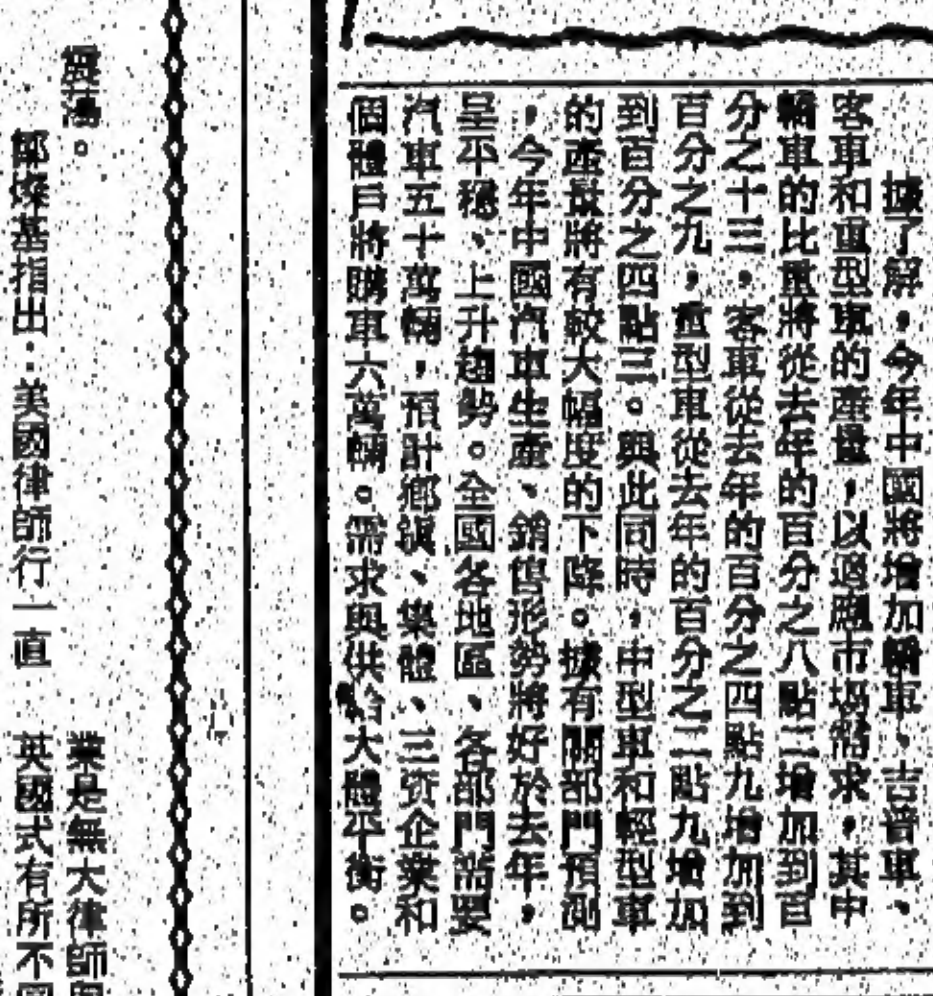 據了解，今年中國將增加轎車、吉普車、
客車和重型車的產量，以適應市場需求，其中
轎車的比重將從去年的百分之八點三增加到百
分之十三，客車從去年的百分之四點九增加到
百分之九，重型車從去年的百分之二點九增加
到百分之四點三。與此同時，中型車和輕型車
的產量將有較大幅度的下降。據有關部門預測
，今年中國汽車生產、銷售形勢將好於去年，
呈平穩、上升趨勢。全國各地區、各部門需要
汽車五十萬輛，預計鄉鎮、集體、三資企業和
個體戶將購車六萬輛。需求與供給大體平衡。
震盪。
鄺燦基指出，美國律師行一直
業是無大律師與
英國式有所不同